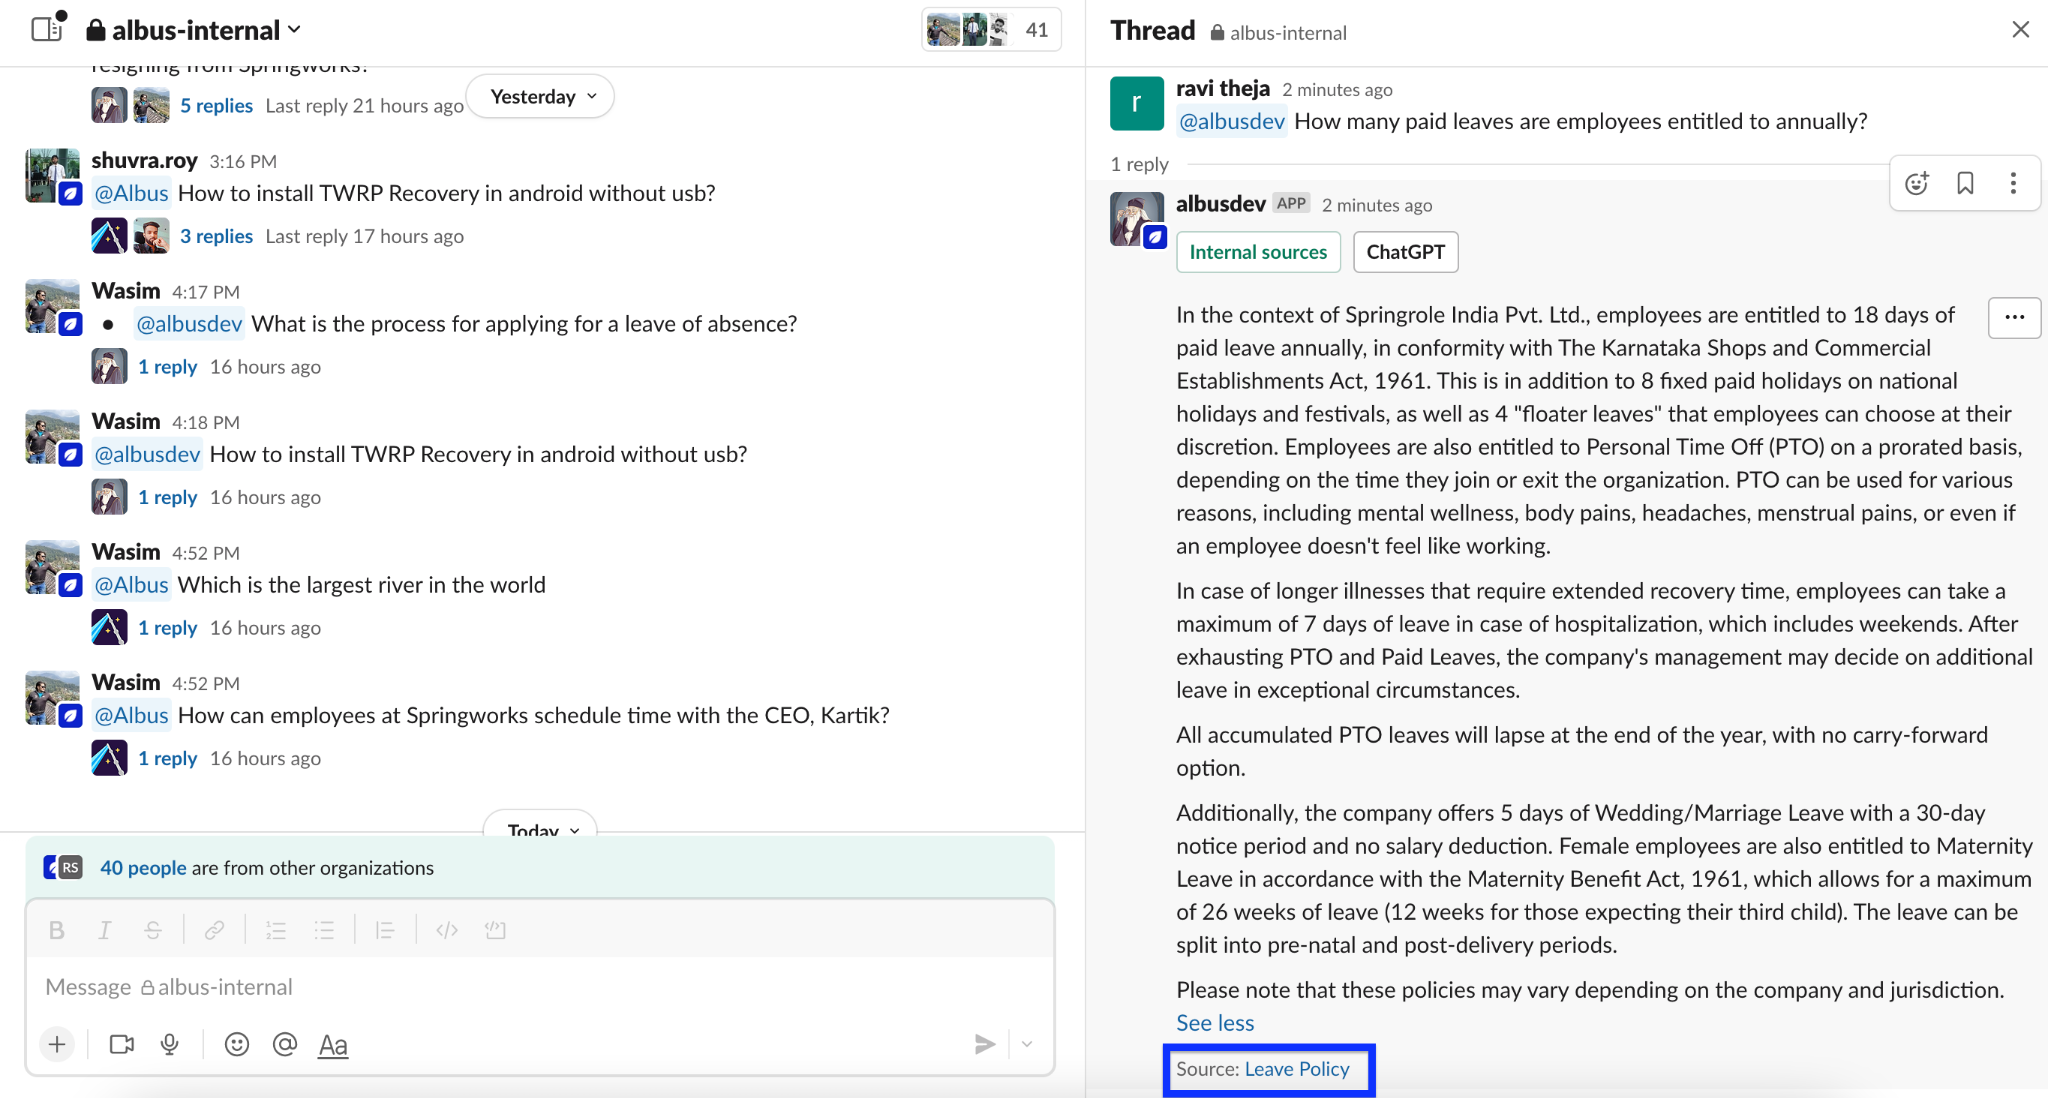 albus-internal
41
resigning from Springworks?
5 replies Last reply 21 hours ago
Yesterday
shuvra.roy 3:16 PM
@Albus How to install TWRP Recovery in android without usb?
3 replies Last reply 17 hours ago
Wasim 4:17 PM
• @albusdev What is the process for applying for a leave of absence?
1 reply 16 hours ago
Wasim 4:18 PM
@albusdev How to install TWRP Recovery in android without usb?
1 reply 16 hours ago
Wasim 4:52 PM
@Albus Which is the largest river in the world
1 reply 16 hours ago
Wasim 4:52 PM
@Albus How can employees at Springworks schedule time with the CEO, Kartik?
1 reply 16 hours ago
Today
RS 40 people are from other organizations
B I S
Message albus-internal
@ Aa
Thread albus-internal
r
ravi theja 2 minutes ago
@albusdev How many paid leaves are employees entitled to annually?
1 reply
albusdev APP 2 minutes ago
Internal sources ChatGPT
In the context of Springrole India Pvt. Ltd., employees are entitled to 18 days of
paid leave annually, in conformity with The Karnataka Shops and Commercial
Establishments Act, 1961. This is in addition to 8 fixed paid holidays on national
holidays and festivals, as well as 4 "floater leaves" that employees can choose at their
discretion. Employees are also entitled to Personal Time Off (PTO) on a prorated basis,
depending on the time they join or exit the organization. PTO can be used for various
reasons, including mental wellness, body pains, headaches, menstrual pains, or even if
an employee doesn't feel like working.
In case of longer illnesses that require extended recovery time, employees can take a
maximum of 7 days of leave in case of hospitalization, which includes weekends. After
exhausting PTO and Paid Leaves, the company's management may decide on additional
leave in exceptional circumstances.
All accumulated PTO leaves will lapse at the end of the year, with no carry-forward
option.
Additionally, the company offers 5 days of Wedding/Marriage Leave with a 30-day
notice period and no salary deduction. Female employees are also entitled to Maternity
Leave in accordance with the Maternity Benefit Act, 1961, which allows for a maximum
of 26 weeks of leave (12 weeks for those expecting their third child). The leave can be
split into pre-natal and post-delivery periods.
Please note that these policies may vary depending on the company and jurisdiction.
See less
Source: Leave Policy